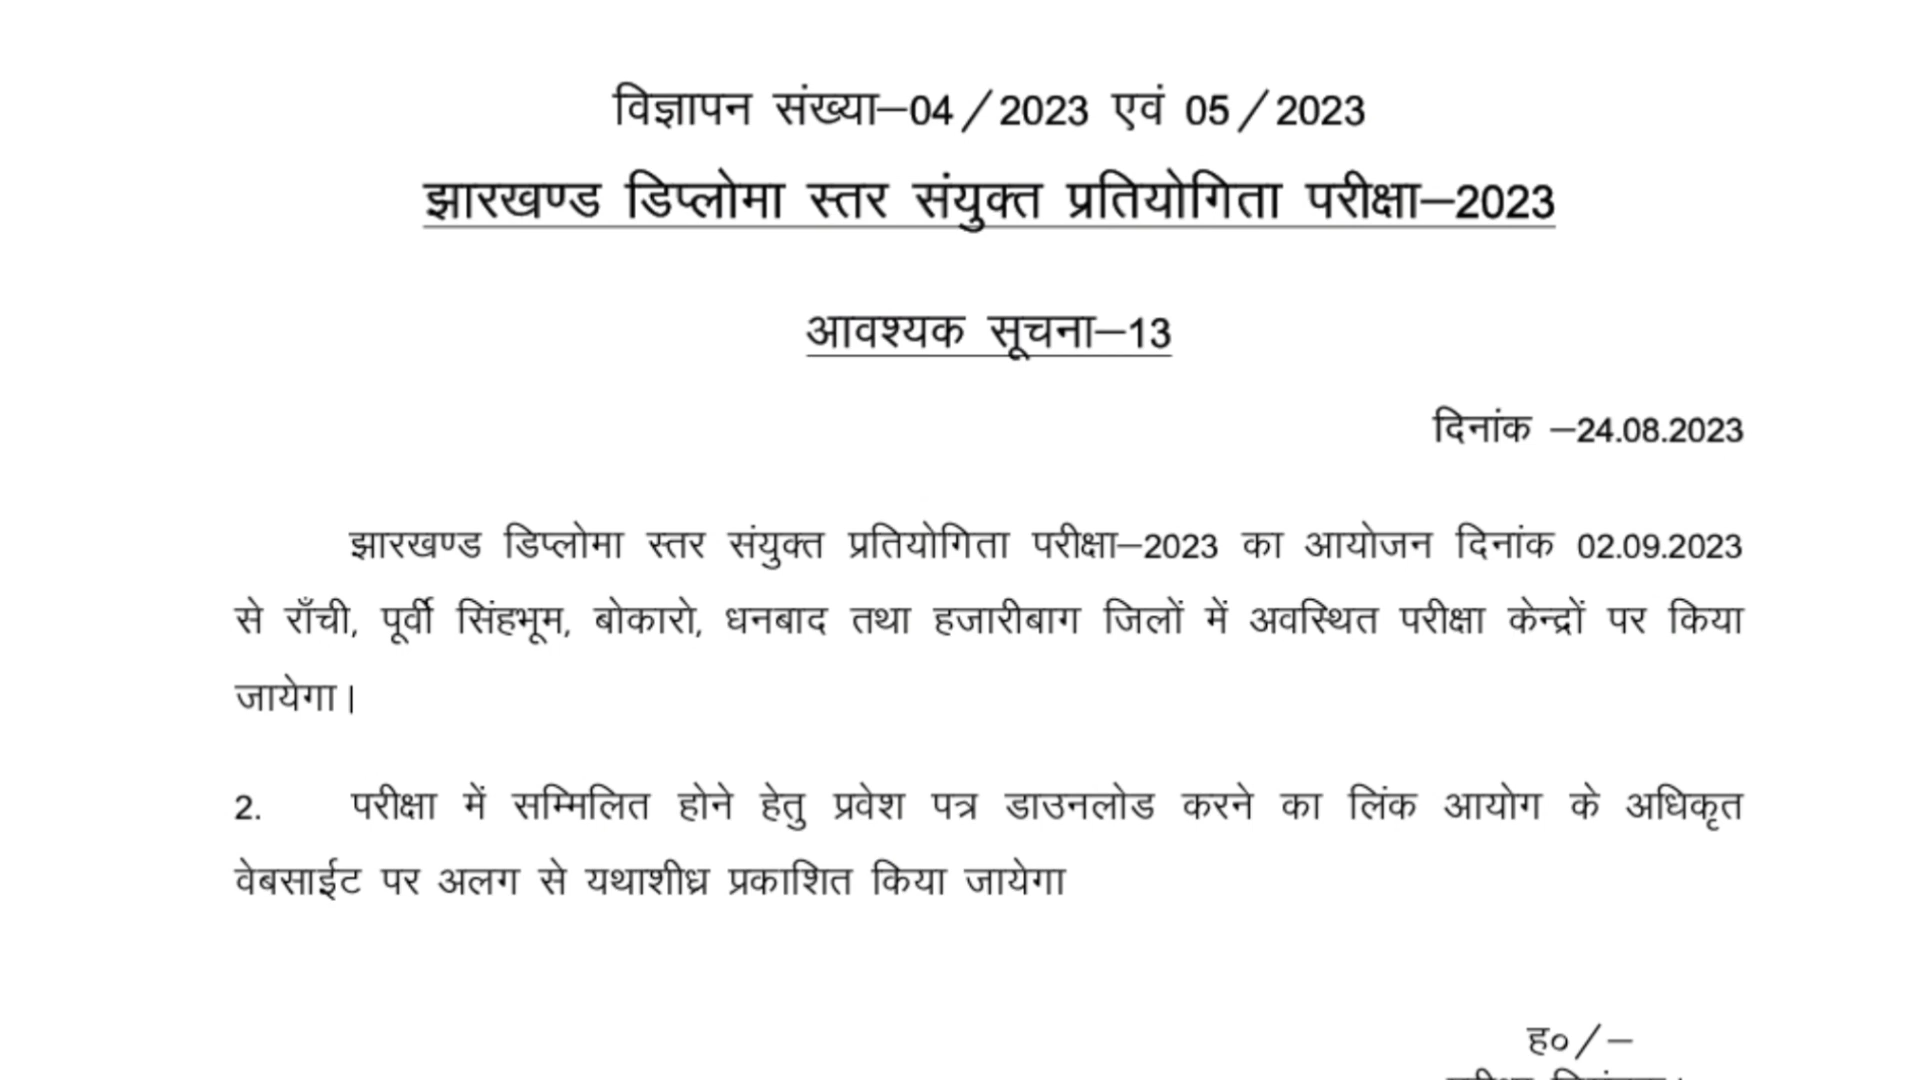 विज्ञापन संख्या–04/2023 एवं 05/2023
झारखण्ड डिप्लोमा स्तर संयुक्त प्रतियोगिता परीक्षा–2023
आवश्यक सूचना–13
दिनांक –24.08.2023
झारखण्ड डिप्लोमा स्तर संयुक्त प्रतियोगिता परीक्षा–2023 का आयोजन दिनांक 02.09.2023
से राँची, पूर्वी सिंहभूम, बोकारो, धनबाद तथा हजारीबाग जिलों में अवस्थित परीक्षा केन्द्रों पर किया
जायेगा।
2. परीक्षा में सम्मिलित होने हेतु प्रवेश पत्र डाउनलोड करने का लिंक आयोग के अधिकृत
वेबसाईट पर अलग से यथाशीध्र प्रकाशित किया जायेगा
ह०/–